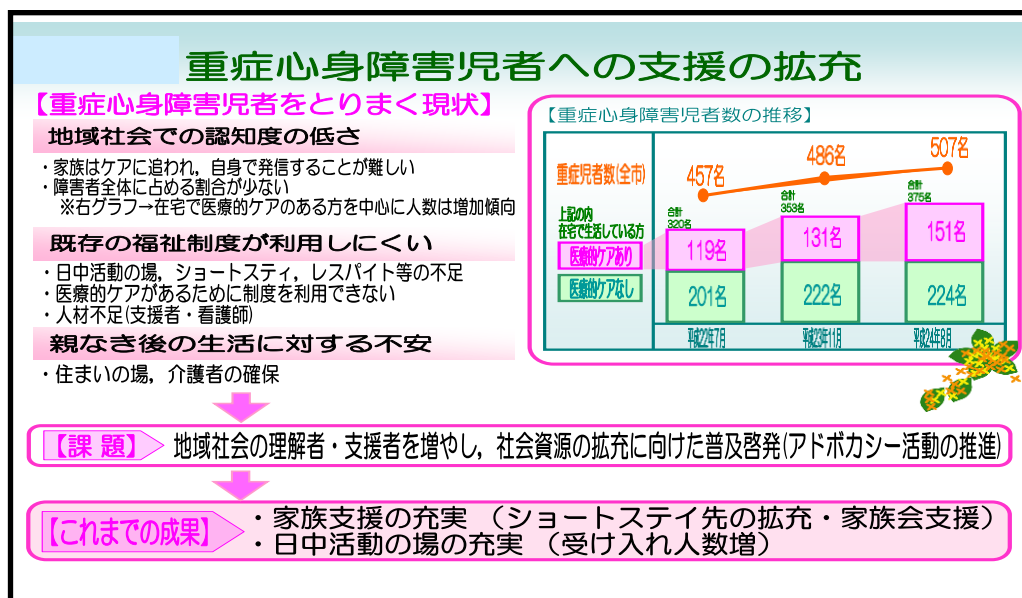 重症心身障害児者への支援の拡充
【重症心身障害児者をとりまく現状】
地域社会での認知度の低さ
・家族はケアに追われ，自身で発信することが難しい
・障害者全体に占める割合が少ない
※右グラフ→在宅で医療的ケアのある方を中心に人数は増加傾向
既存の福祉制度が利用しにくい
・日中活動の場，ショートスティ，レスパイト等の不足
・医療的ケアがあるために制度を利用できない
・人材不足(支援者・看護師)
親なき後の生活に対する不安
・住まいの場，介護者の確保
【重症心身障害児者数の推移】
重症児者数(全市)
457名
486名
507名
上記の内
在宅で生活している方
合計
320名
合計
353名
合計
375名
医療的ケアあり
119名
131名
151名
医療的ケアなし
201名
222名
224名
平成22年7月
平成23年11月
平成24年8月
【課 題】
地域社会の理解者・支援者を増やし，社会資源の拡充に向けた普及啓発(アドボカシー活動の推進)
【これまでの成果】
・家族支援の充実 （ショートステイ先の拡充・家族会支援）
・日中活動の場の充実 （受け入れ人数増）